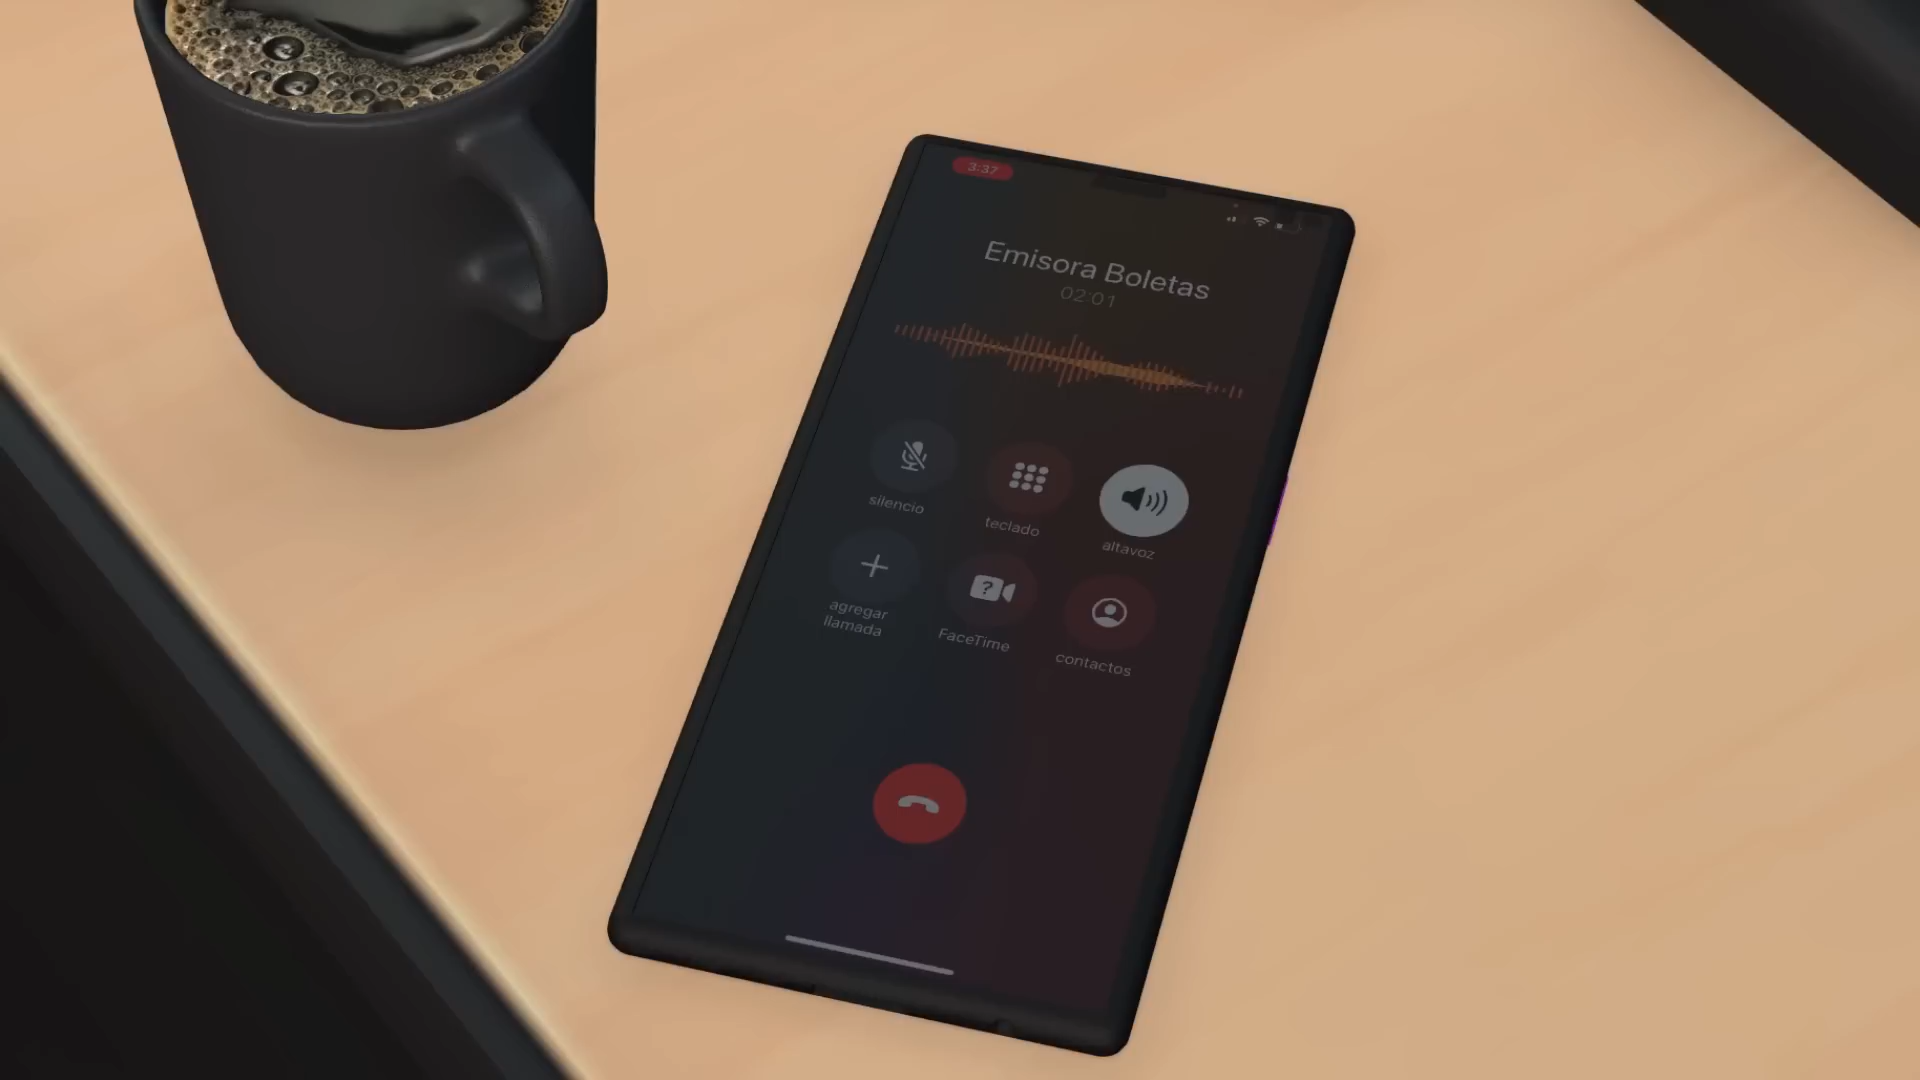 3:37
Emisora Boletas
02:01
silencio
teclado
altavoz
agregar
llamada
FaceTime
contactos